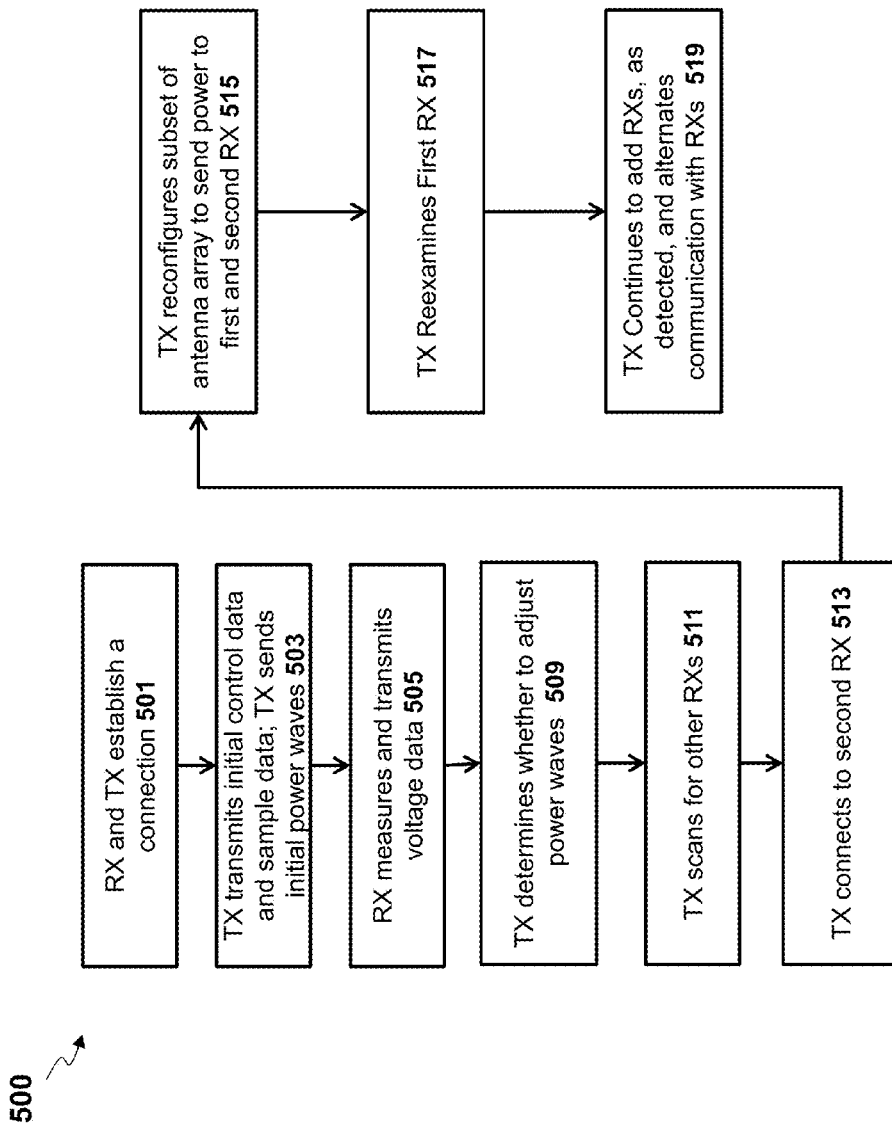 500
RX and TX establish a
connection 501
TX transmits initial control data
and sample data; TX sends
initial power waves 503
RX measures and transmits
voltage data 505
TX determines whether to adjust
power waves 509
TX scans for other RXs 511
TX connects to second RX 513
TX reconfigures subset of
antenna array to send power to
first and second RX 515
TX Reexamines First RX 517
TX Continues to add RXs, as
detected, and alternates
communication with RXs 519